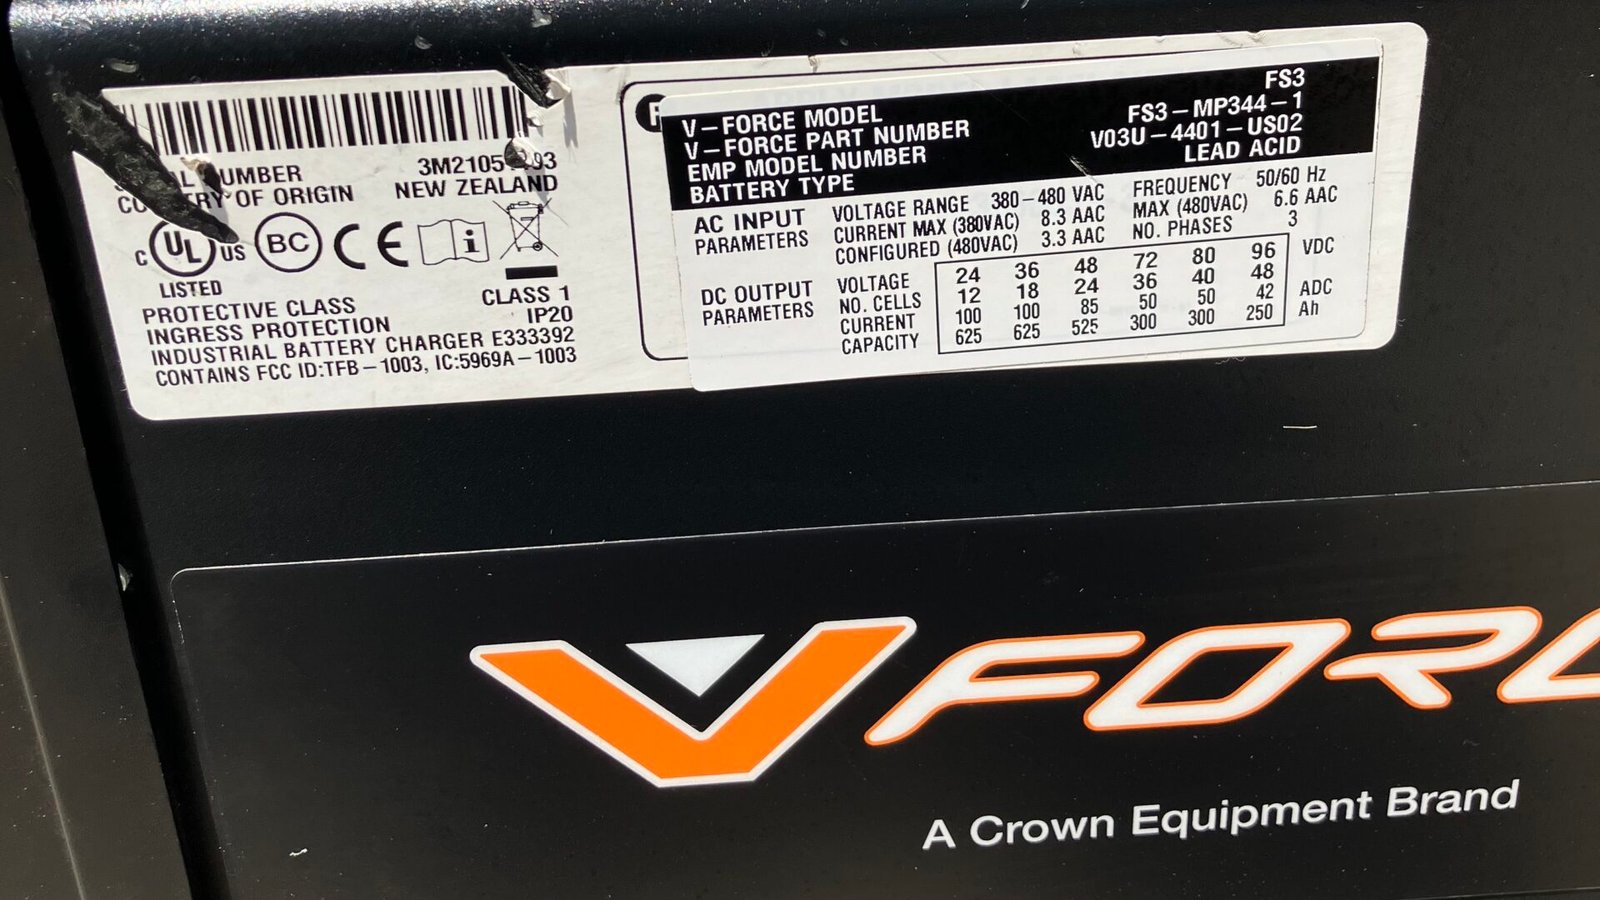 NUMBER 3M2105 93
OF ORIGIN NEW ZEALAND
C UL US BC CE i
LISTED
PROTECTIVE CLASS CLASS 1
INGRESS PROTECTION IP20
INDUSTRIAL BATTERY CHARGER E333392
CONTAINS FCC ID:TFB-1003, IC:5969A-1003
V-FORCE MODEL FS3
V-FORCE PART NUMBER FS3-MP344-1
EMP MODEL NUMBER V03U-4401-US02
BATTERY TYPE LEAD ACID
AC INPUT PARAMETERS
VOLTAGE RANGE 380-480 VAC FREQUENCY 50/60 Hz
CURRENT MAX (380VAC) 8.3 AAC MAX (480VAC) 6.6 AAC
CONFIGURED (480VAC) 3.3 AAC NO. PHASES 3
DC OUTPUT PARAMETERS
VOLTAGE 24 36 48 72 80 96 VDC
NO. CELLS 12 18 24 36 40 48
CURRENT 100 100 85 50 50 42 ADC
CAPACITY 625 625 525 300 300 250 Ah
V FORC
A Crown Equipment Brand